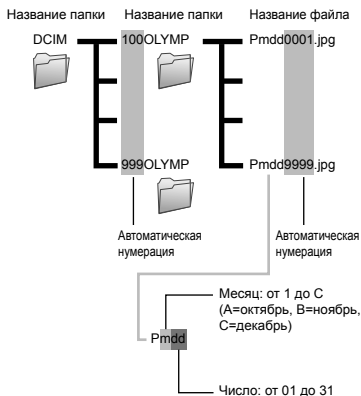 Название папки Название папки Название файла
DCIM 100OLYMP Pmdd0001.jpg
999OLYMP Pmdd9999.jpg
Автоматическая нумерация
Автоматическая нумерация
Месяц: от 1 до C
(A=октябрь, B=ноябрь,
C=декабрь)
Pmdd
Число: от 01 до 31